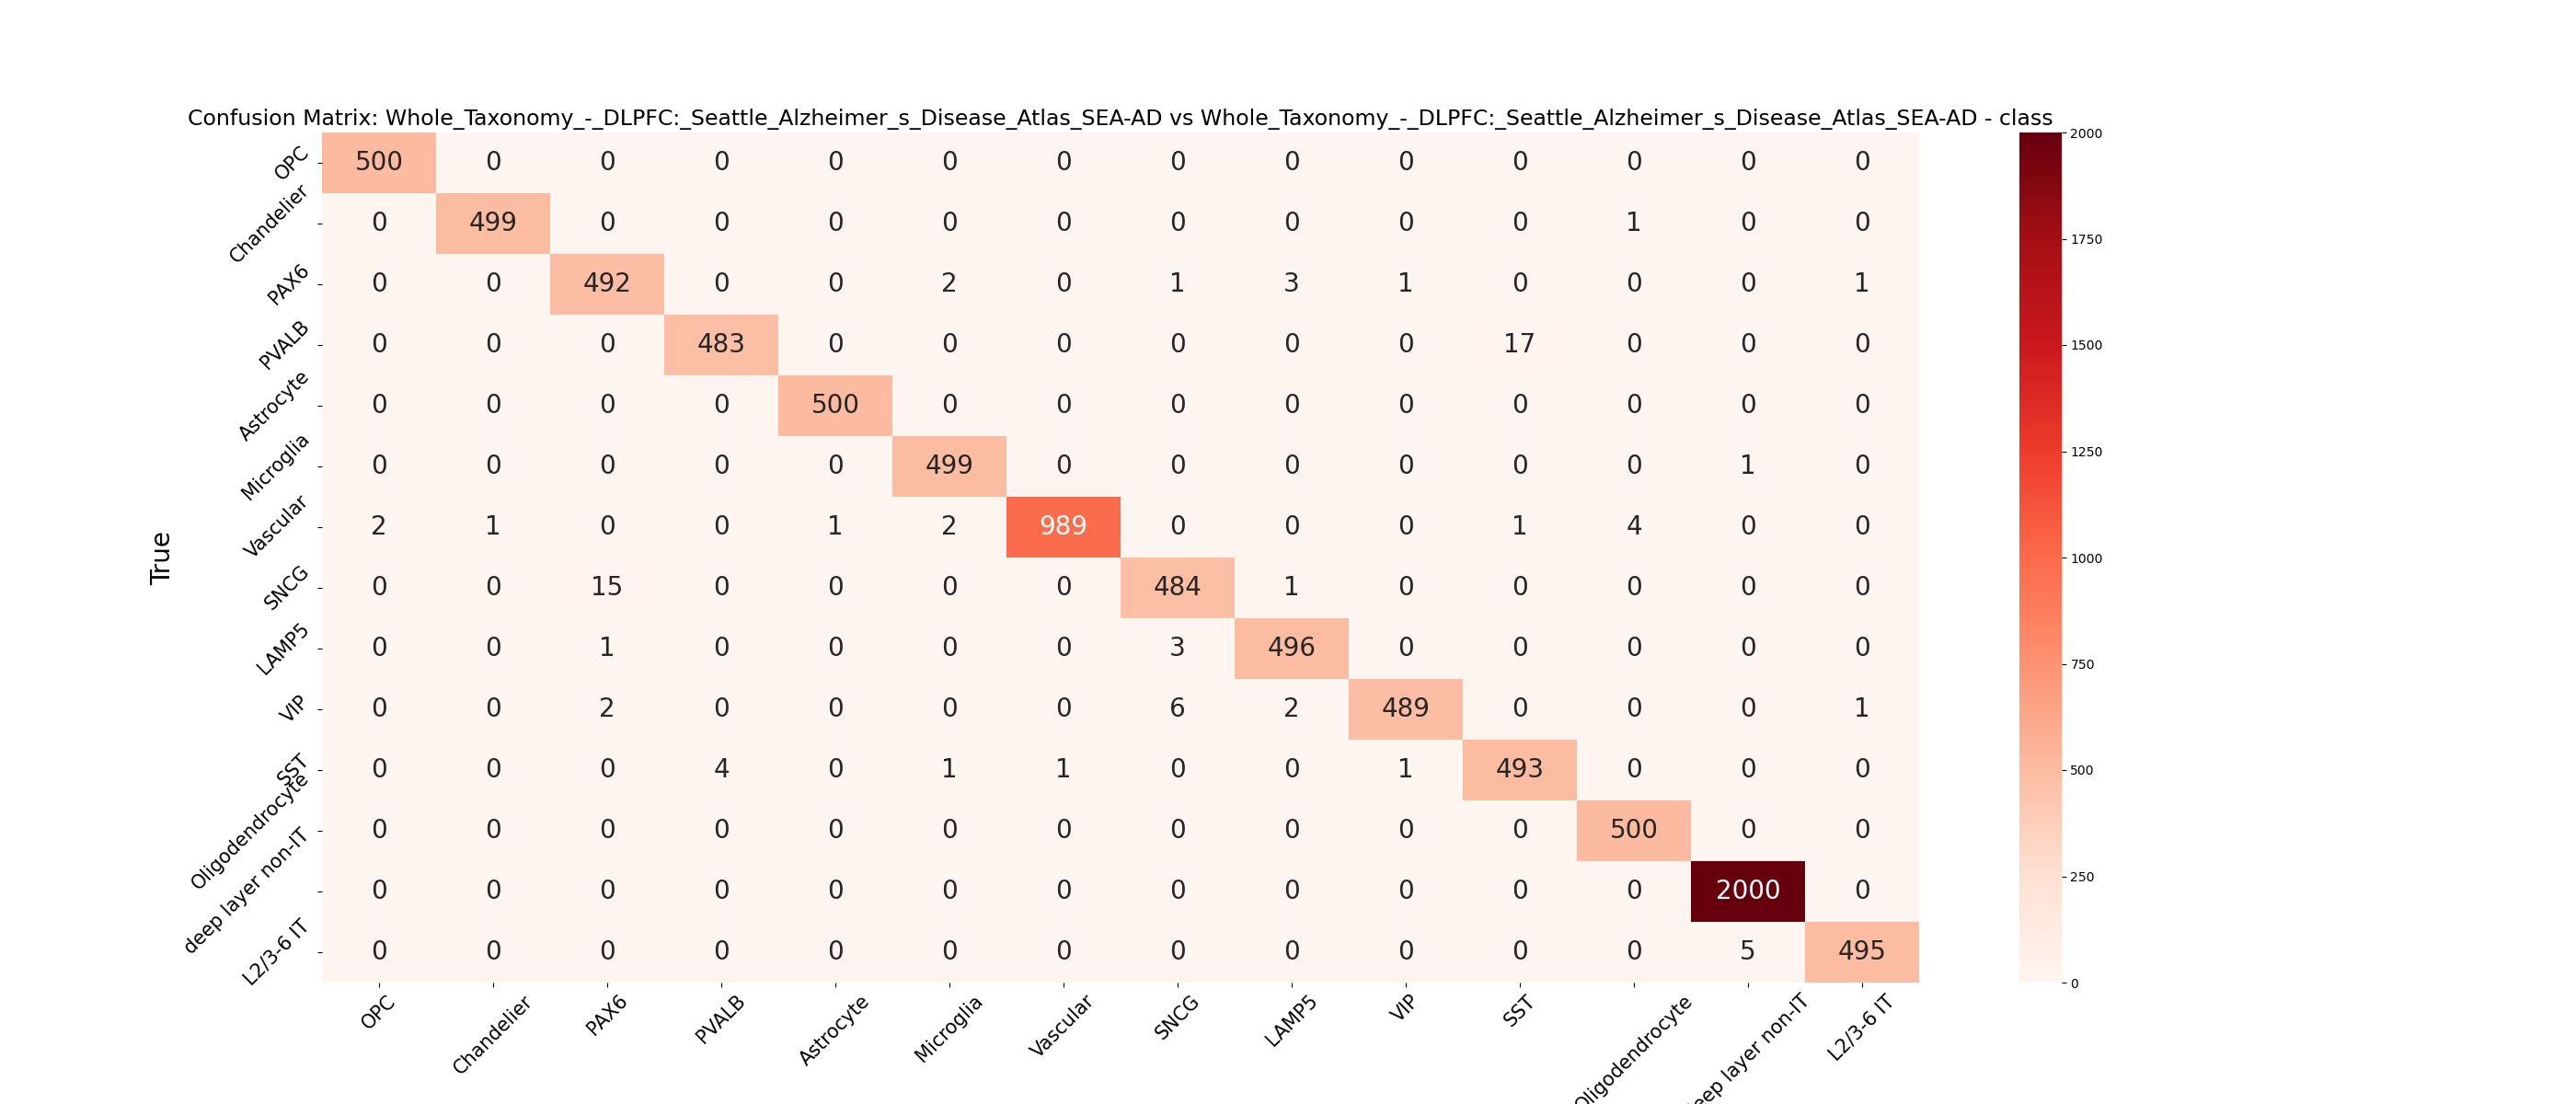 Confusion Matrix: Whole_Taxonomy_-_DLPFC:_Seattle_Alzheimer_s_Disease_Atlas_SEA-AD vs Whole_Taxonomy_-_DLPFC:_Seattle_Alzheimer_s_Disease_Atlas_SEA-AD - class
True
OPC 500 0 0 0 0 0 0 0 0 0 0 0 0 0
Chandelier 0 499 0 0 0 0 0 0 0 0 0 1 0 0
PAX6 0 0 492 0 0 2 0 1 3 1 0 0 0 1
PVALB 0 0 0 483 0 0 0 0 0 0 17 0 0 0
Astrocyte 0 0 0 0 500 0 0 0 0 0 0 0 0 0
Microglia 0 0 0 0 0 499 0 0 0 0 0 0 1 0
Vascular 2 1 0 0 1 2 989 0 0 0 1 4 0 0
SNCG 0 0 15 0 0 0 0 484 1 0 0 0 0 0
LAMP5 0 0 1 0 0 0 0 3 496 0 0 0 0 0
VIP 0 0 2 0 0 0 0 6 2 489 0 0 0 1
SST 0 0 0 4 0 1 1 0 0 1 493 0 0 0
Oligodendrocyte 0 0 0 0 0 0 0 0 0 0 0 500 0 0
deep layer non-IT 0 0 0 0 0 0 0 0 0 0 0 0 2000 0
L2/3-6 IT 0 0 0 0 0 0 0 0 0 0 0 0 5 495
OPC Chandelier PAX6 PVALB Astrocyte Microglia Vascular SNCG LAMP5 VIP SST Oligodendrocyte deep layer non-IT L2/3-6 IT
2000
1750
1500
1250
1000
750
500
250
0